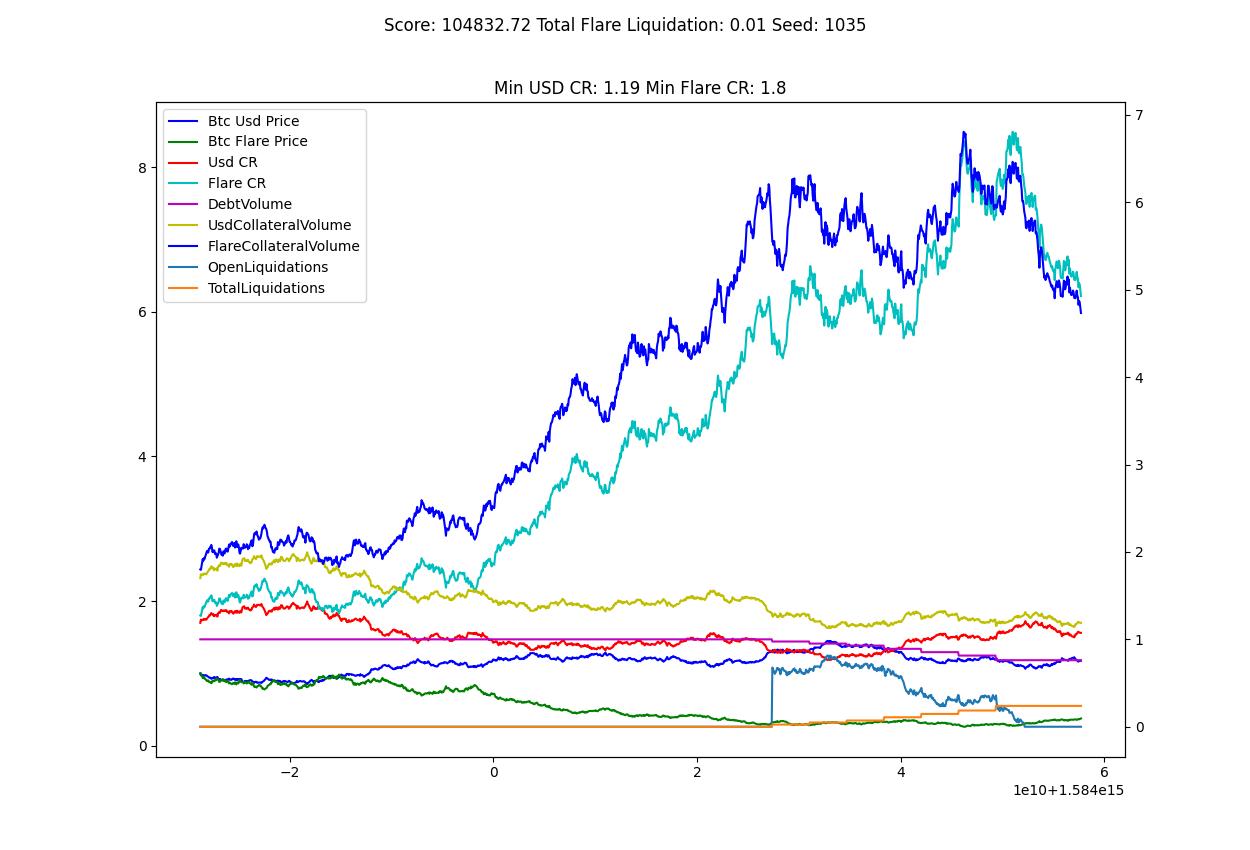 Score: 104832.72 Total Flare Liquidation: 0.01 Seed: 1035
Min USD CR: 1.19 Min Flare CR: 1.8
Btc Usd Price
Btc Flare Price
Usd CR
Flare CR
DebtVolume
UsdCollateralVolume
FlareCollateralVolume
OpenLiquidations
TotalLiquidations
8
6
4
2
0
7
6
5
4
3
2
1
0
−2
0
2
4
6
1e10+1.584e15